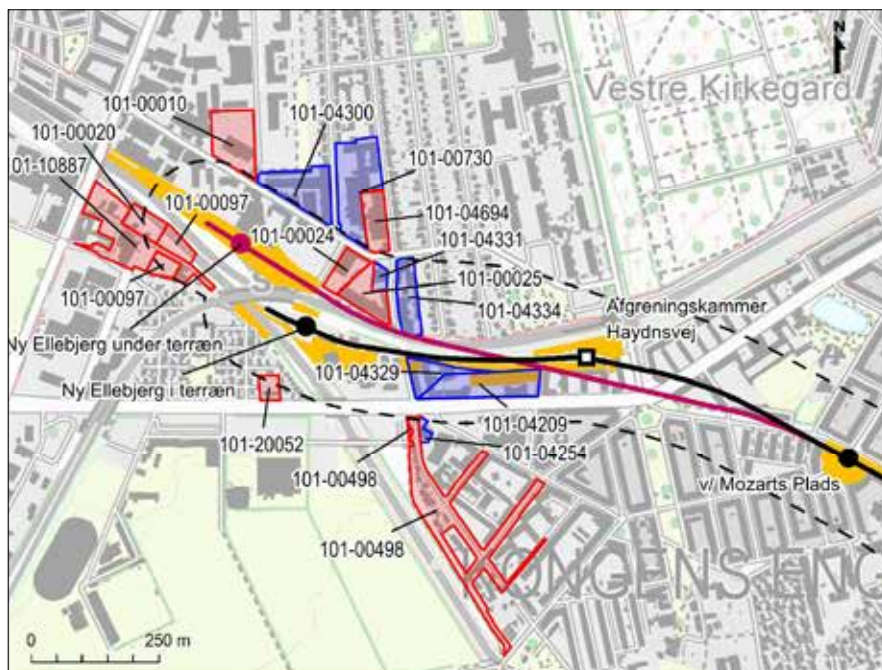 N
Vestre Kirkegård
101-00010
101-04300
101-00020
01-10887
101-00730
101-00097
101-04694
101-00024
101-04331
101-00025
101-00097
101-04334
Afgreningskammer
Haydnsvej
Ny Ellebjerg under terræn
Ny Ellebjerg i terræn
101-04329
101-20052
101-04209
101-04254
101-00498
v/ Mozarts Plads
101-00498
KONGENS ENG
0 250 m